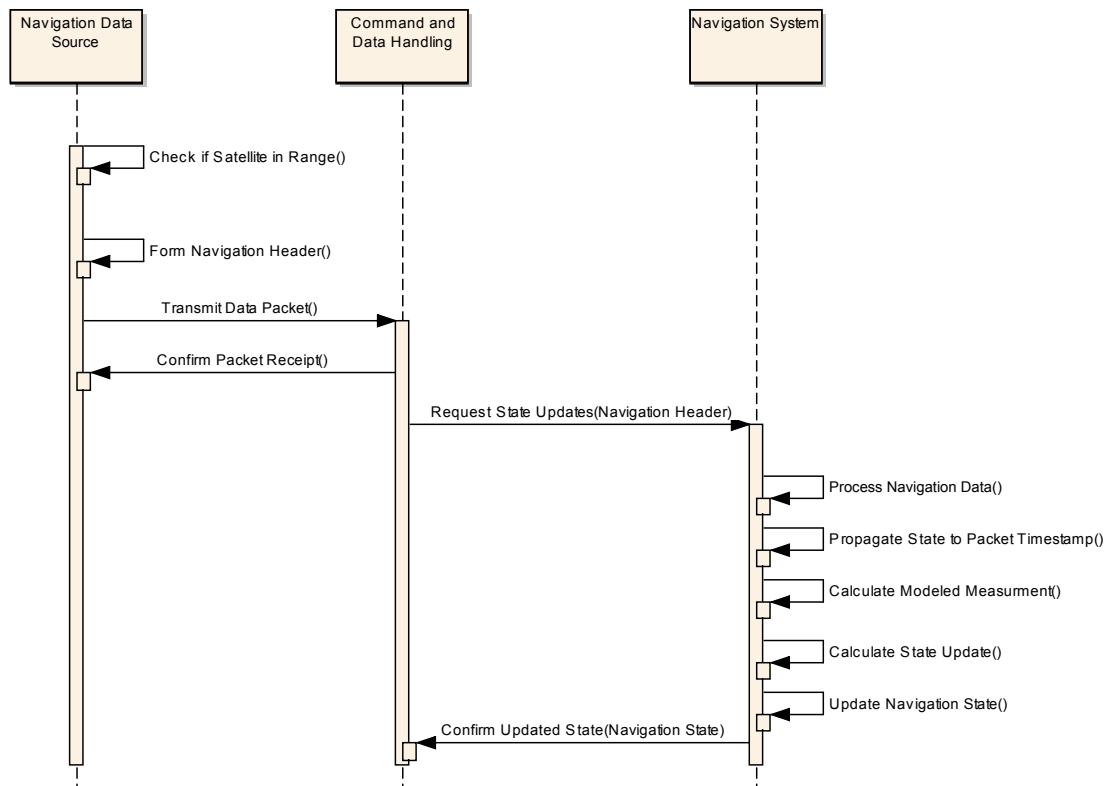 Navigation Data
Source
Command and
Data Handling
Navigation System
Check if Satellite in Range()
Form Navigation Header()
Transmit Data Packet()
Confirm Packet Receipt()
Request State Updates(Navigation Header)
Process Navigation Data()
Propagate State to Packet Timestamp()
Calculate Modeled Measurment()
Calculate State Update()
Update Navigation State()
Confirm Updated State(Navigation State)